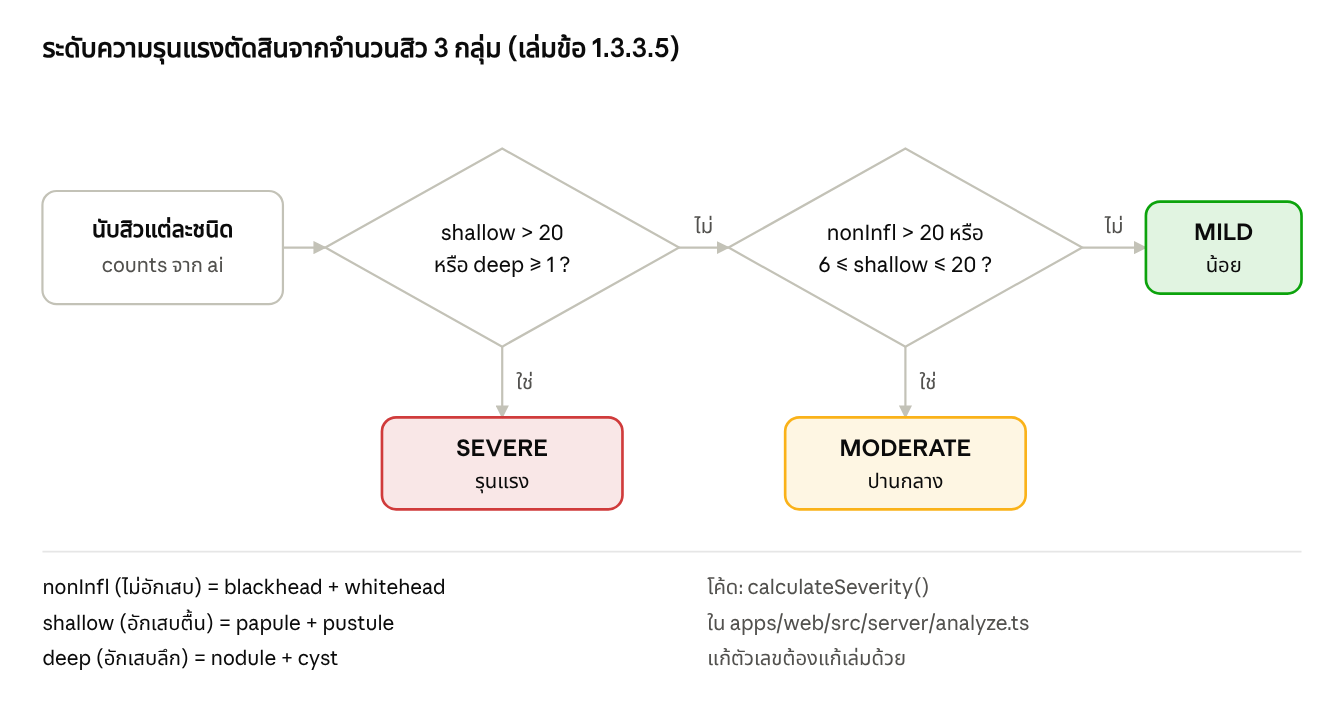 ระดับความรุนแรงตัดสินจากจำนวนสิว 3 กลุ่ม (เล่มข้อ 1.3.3.5)
นับสิวแต่ละชนิด
counts จาก ai
shallow > 20
หรือ deep ≥ 1 ?
ไม่
nonInfl > 20 หรือ
6 ≤ shallow ≤ 20 ?
ไม่
MILD
น้อย
ใช่
ใช่
SEVERE
รุนแรง
MODERATE
ปานกลาง
nonInfl (ไม่อักเสบ) = blackhead + whitehead
shallow (อักเสบตื้น) = papule + pustule
deep (อักเสบลึก) = nodule + cyst
โค้ด: calculateSeverity()
ใน apps/web/src/server/analyze.ts
แก้ตัวเลขต้องแก้เล่มด้วย